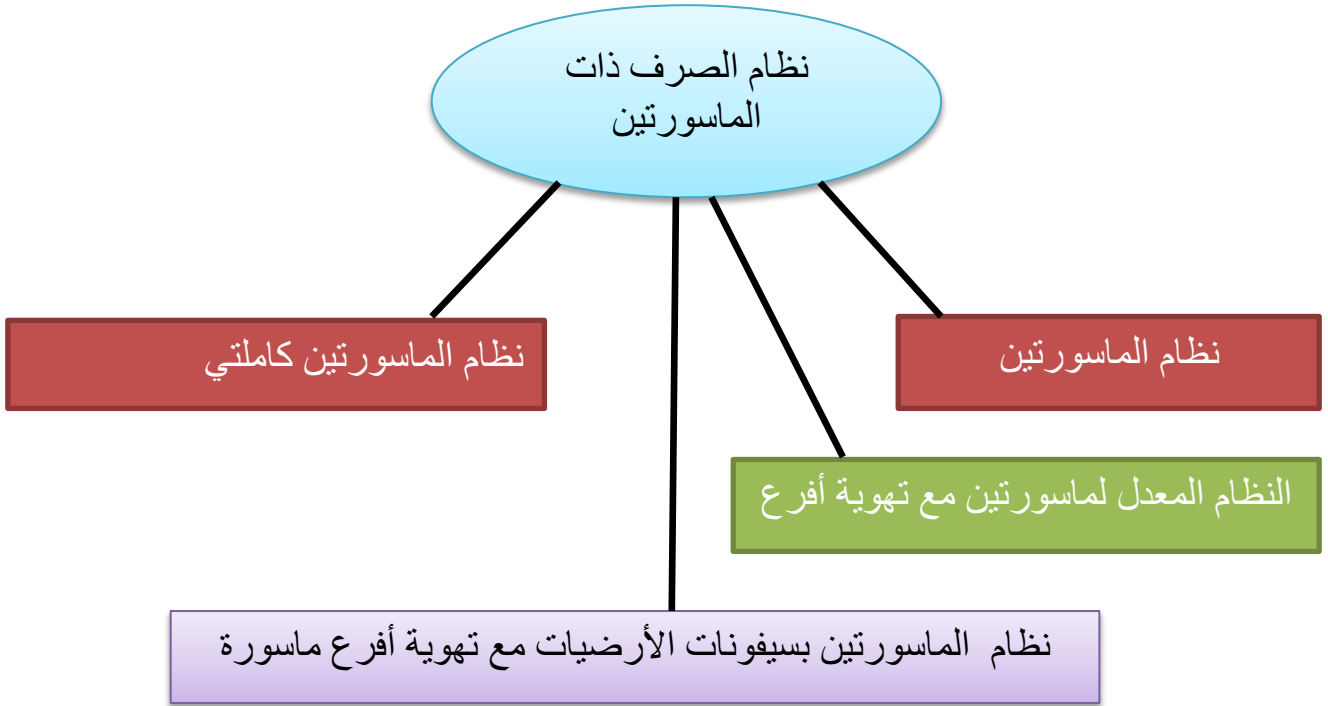 نظام الصرف ذات
الماسورتين
نظام الماسورتين
نظام الماسورتين كاملتي
النظام المعدل لماسورتين مع تهوية أفرع
نظام الماسورتين بسيفونات الأرضيات مع تهوية أفرع ماسورة